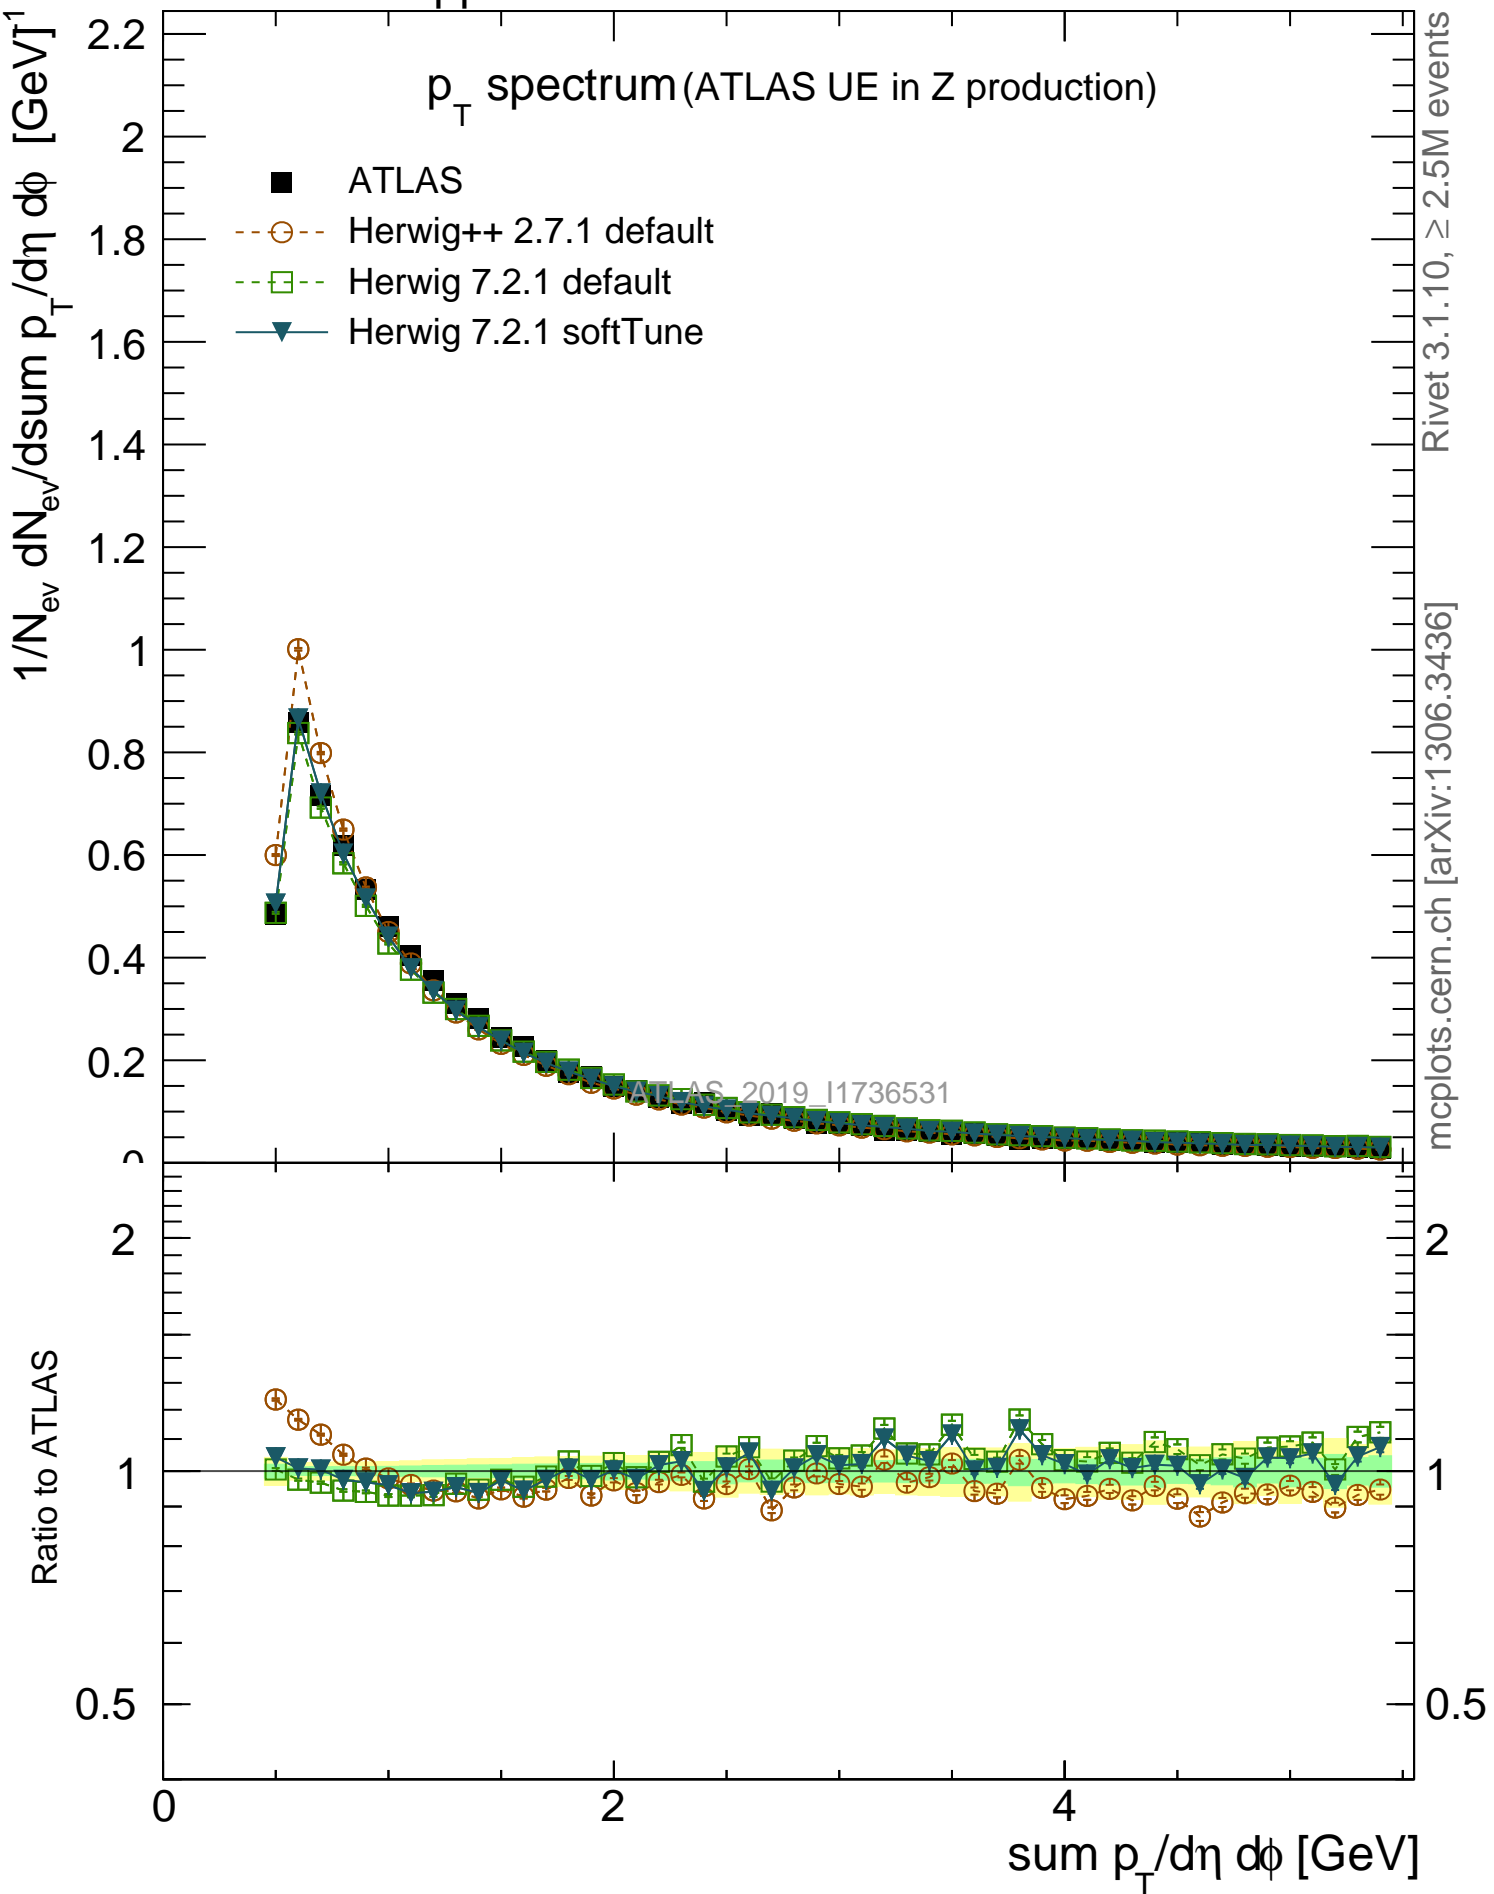 pp
p_T spectrum (ATLAS UE in Z production)
1/N_ev dN_ev/dsum p_T/dη dϕ [GeV]^-1
ATLAS
Herwig++ 2.7.1 default
Herwig 7.2.1 default
Herwig 7.2.1 softTune
2.2
2
1.8
1.6
1.4
1.2
1
0.8
0.6
0.4
0.2
0
ATLAS_2019_I1736531
Rivet 3.1.10, ≥ 2.5M events
mcplots.cern.ch [arXiv:1306.3436]
Ratio to ATLAS
2
1
0.5
2
1
0.5
0
2
4
sum p_T/dη dϕ [GeV]